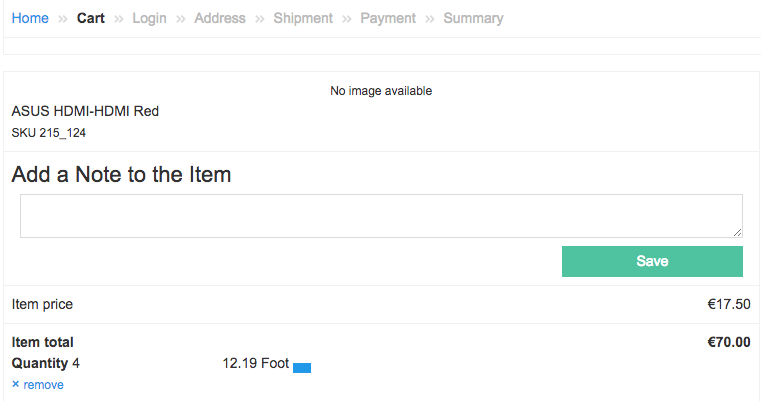 Home » Cart » Login » Address » Shipment » Payment » Summary
No image available
ASUS HDMI-HDMI Red
SKU 215_124
Add a Note to the Item
Save
Item price €17.50
Item total €70.00
Quantity 4 12.19 Foot
× remove